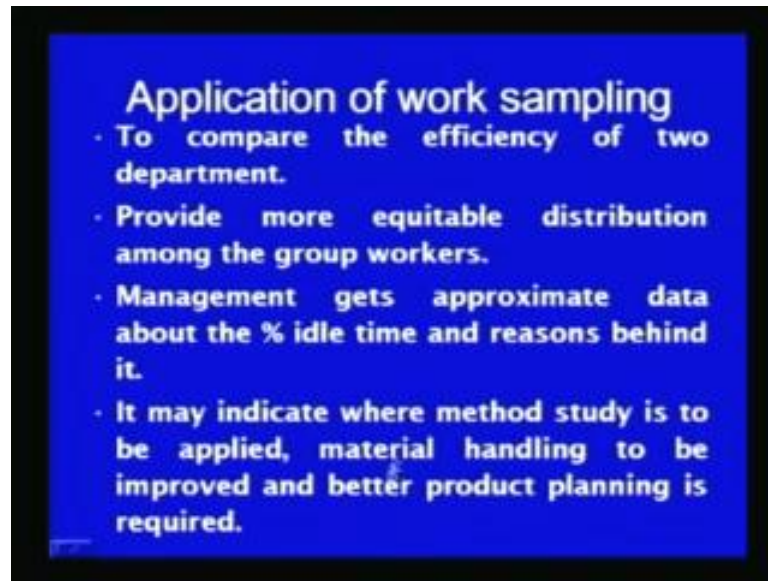 Application of work sampling
· To compare the efficiency of two
department.
· Provide more equitable distribution
among the group workers.
· Management gets approximate data
about the % idle time and reasons behind
it.
· It may indicate where method study is to
be applied, material handling to be
improved and better product planning is
required.